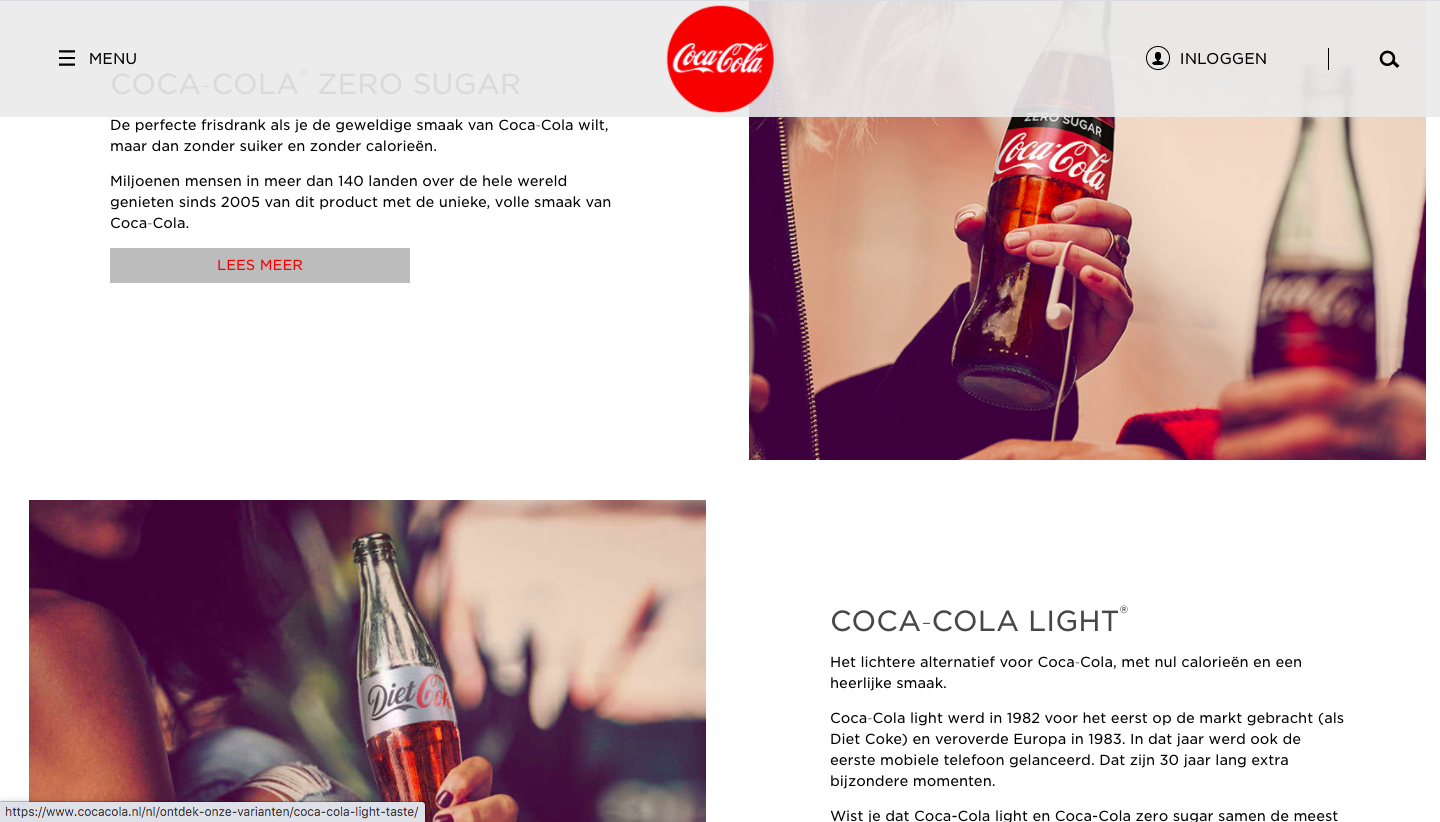 MENU
Coca-Cola
INLOGGEN
COCA-COLA® ZERO SUGAR
De perfecte frisdrank als je de geweldige smaak van Coca-Cola wilt,
maar dan zonder suiker en zonder calorieën.
Miljoenen mensen in meer dan 140 landen over de hele wereld
genieten sinds 2005 van dit product met de unieke, volle smaak van
Coca-Cola.
LEES MEER
ZERO SUGAR
Coca-Cola
Diet Coke
COCA-COLA LIGHT®
Het lichtere alternatief voor Coca-Cola, met nul calorieën en een
heerlijke smaak.
Coca-Cola light werd in 1982 voor het eerst op de markt gebracht (als
Diet Coke) en veroverde Europa in 1983. In dat jaar werd ook de
eerste mobiele telefoon gelanceerd. Dat zijn 30 jaar lang extra
bijzondere momenten.
Wist je dat Coca-Cola light en Coca-Cola zero sugar samen de meest
https://www.cocacola.nl/nl/ontdek-onze-varianten/coca-cola-light-taste/